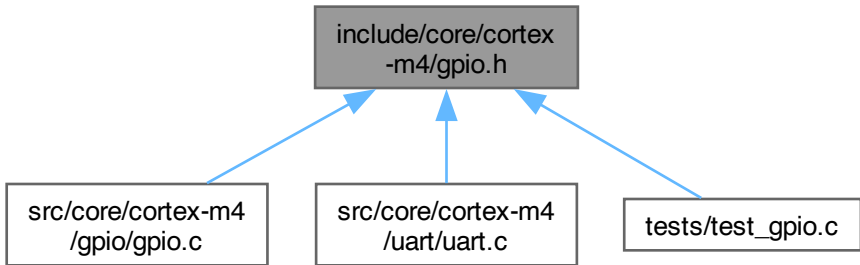 include/core/cortex
-m4/gpio.h
src/core/cortex-m4
/gpio/gpio.c
src/core/cortex-m4
/uart/uart.c
tests/test_gpio.c